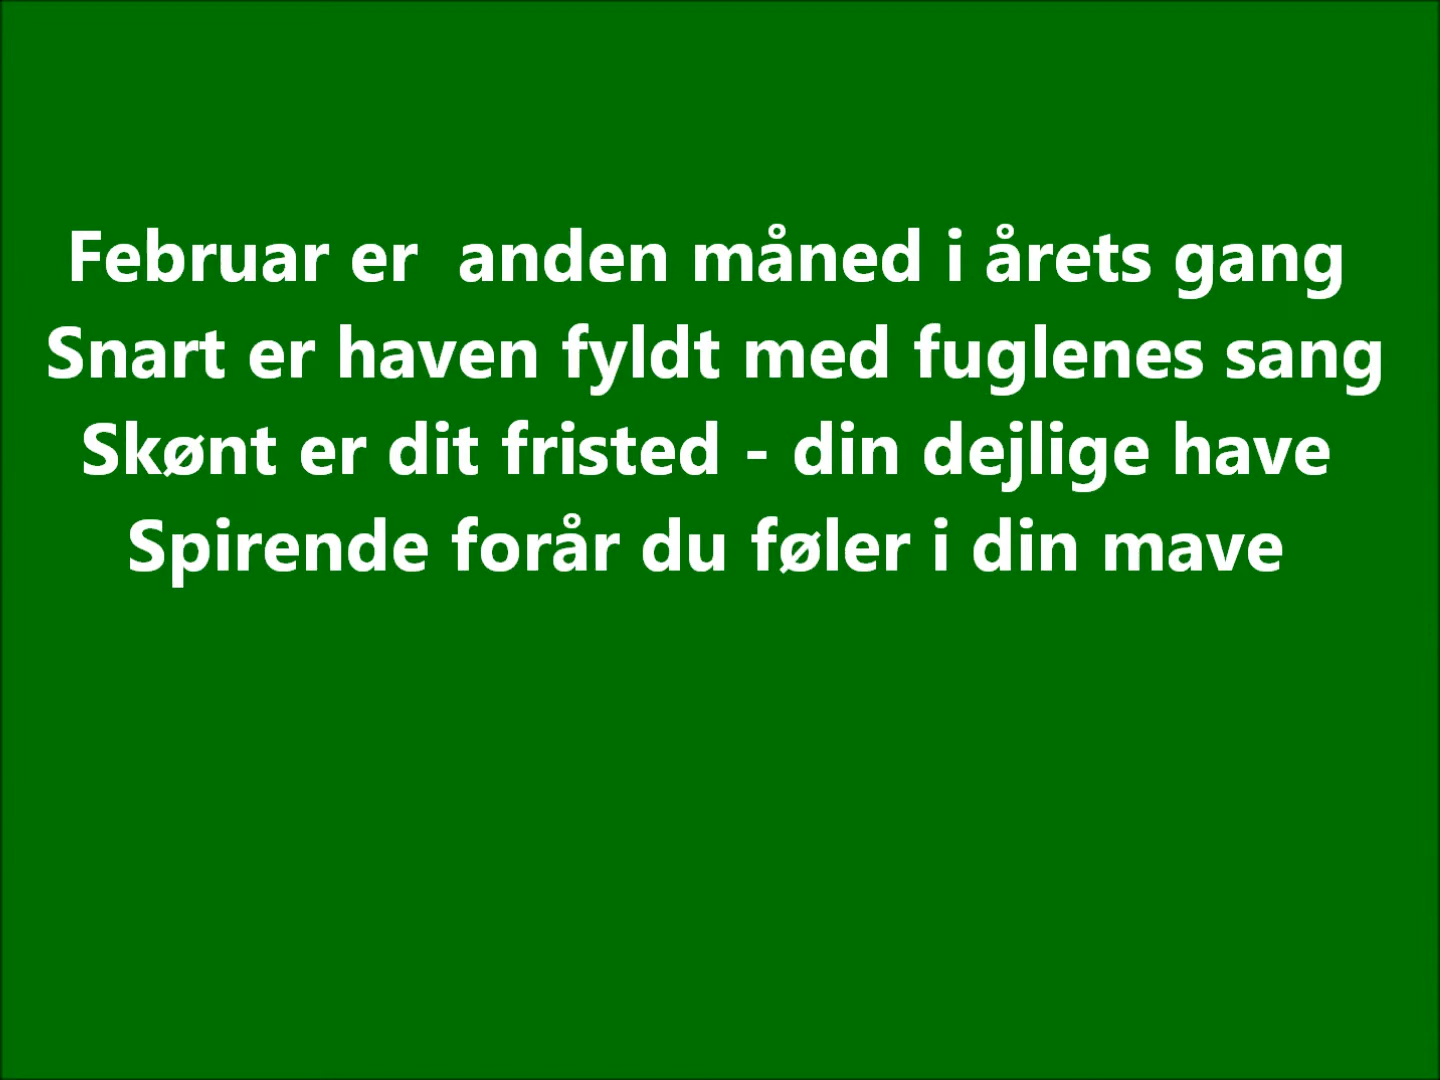 Februar er  anden måned i årets gang
Snart er haven fyldt med fuglenes sang
Skønt er dit fristed - din dejlige have
Spirende forår du føler i din mave